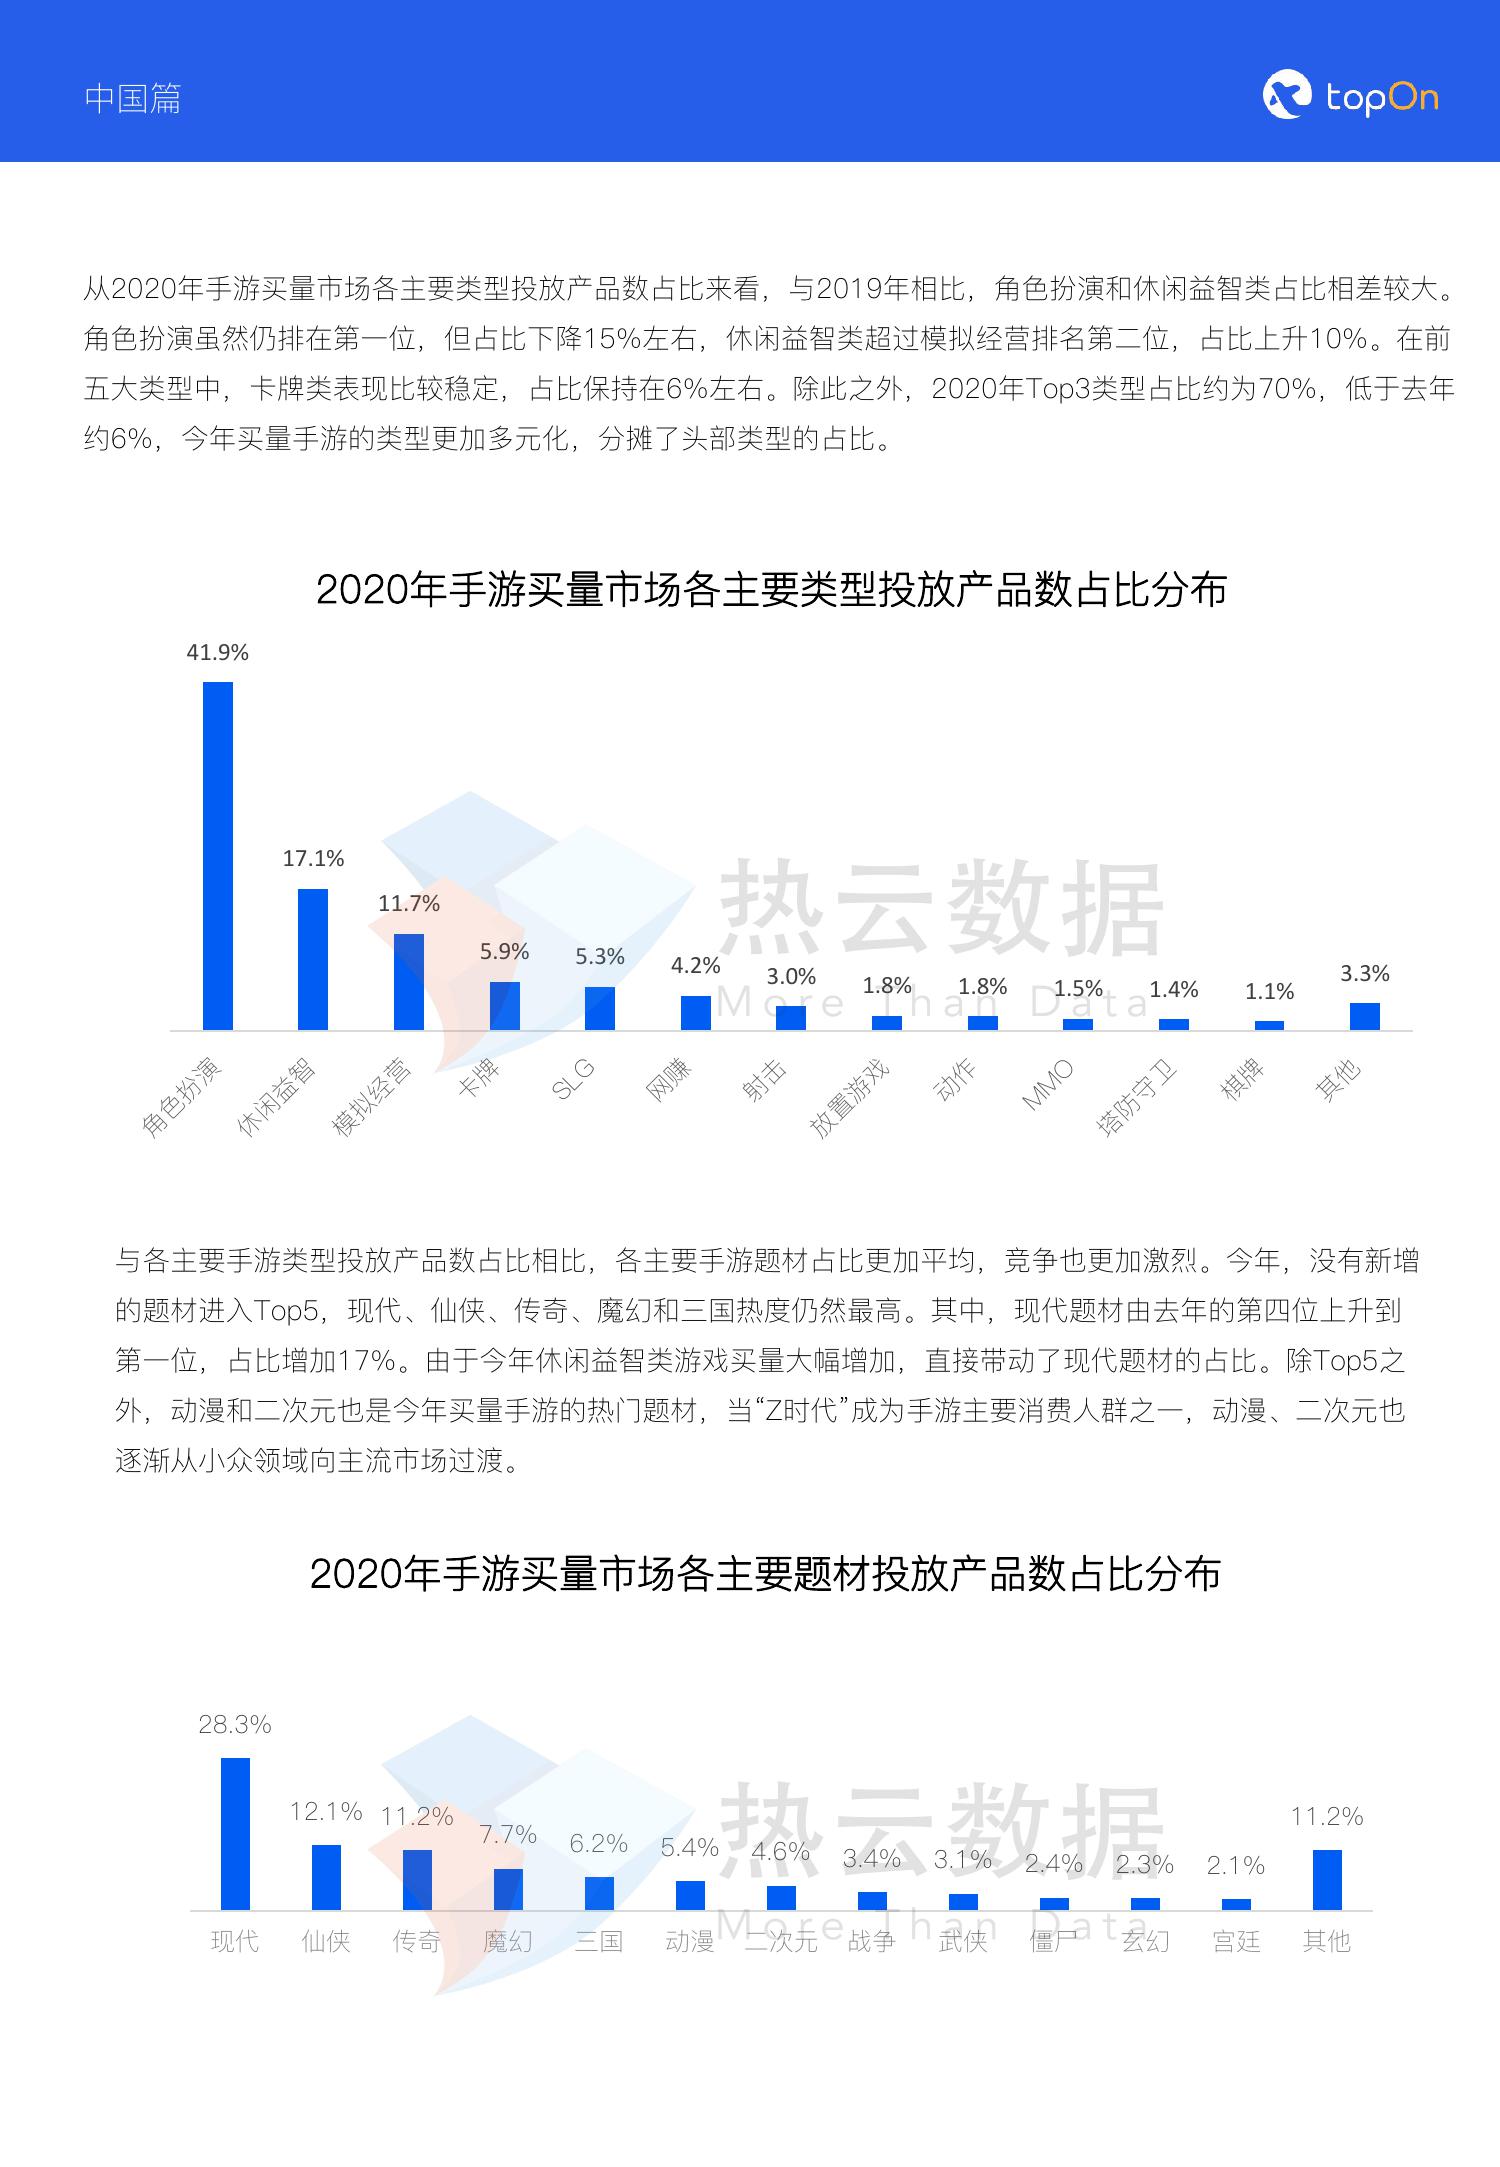 中国篇
topOn
从2020年手游买量市场各主要类型投放产品数占比来看，与2019年相比，角色扮演和休闲益智类占比相差较大。
角色扮演虽然仍排在第一位，但占比下降15%左右，休闲益智类超过模拟经营排名第二位，占比上升10%。在前
五大类型中，卡牌类表现比较稳定，占比保持在6%左右。除此之外，2020年Top3类型占比约为70%，低于去年
约6%，今年买量手游的类型更加多元化，分摊了头部类型的占比。
2020年手游买量市场各主要类型投放产品数占比分布
41.9%
17.1%
11.7%
5.9%
5.3%
4.2%
3.0%
1.8%
1.8%
1.5%
1.4%
1.1%
3.3%
热云数据
More Than Data
角色扮演
休闲益智
模拟经营
卡牌
SLG
网赚
射击
放置游戏
动作
MMO
塔防守卫
棋牌
其他
与各主要手游类型投放产品数占比相比，各主要手游题材占比更加平均，竞争也更加激烈。今年，没有新增
的题材进入Top5，现代、仙侠、传奇、魔幻和三国热度仍然最高。其中，现代题材由去年的第四位上升到
第一位，占比增加17%。由于今年休闲益智类游戏买量大幅增加，直接带动了现代题材的占比。除Top5之
外，动漫和二次元也是今年买量手游的热门题材，当“Z时代”成为手游主要消费人群之一，动漫、二次元也
逐渐从小众领域向主流市场过渡。
2020年手游买量市场各主要题材投放产品数占比分布
28.3%
12.1%
11.2%
7.7%
6.2%
5.4%
4.6%
3.4%
3.1%
2.4%
2.3%
2.1%
11.2%
热云数据
More Than Data
现代
仙侠
传奇
魔幻
三国
动漫
二次元
战争
武侠
僵尸
玄幻
宫廷
其他